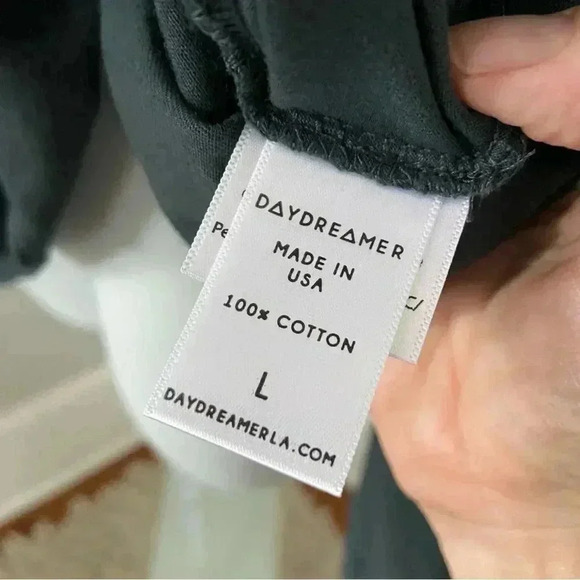 DAYDREAMER
MADE IN
USA
100% COTTON
L
DAYDREAMERLA.COM